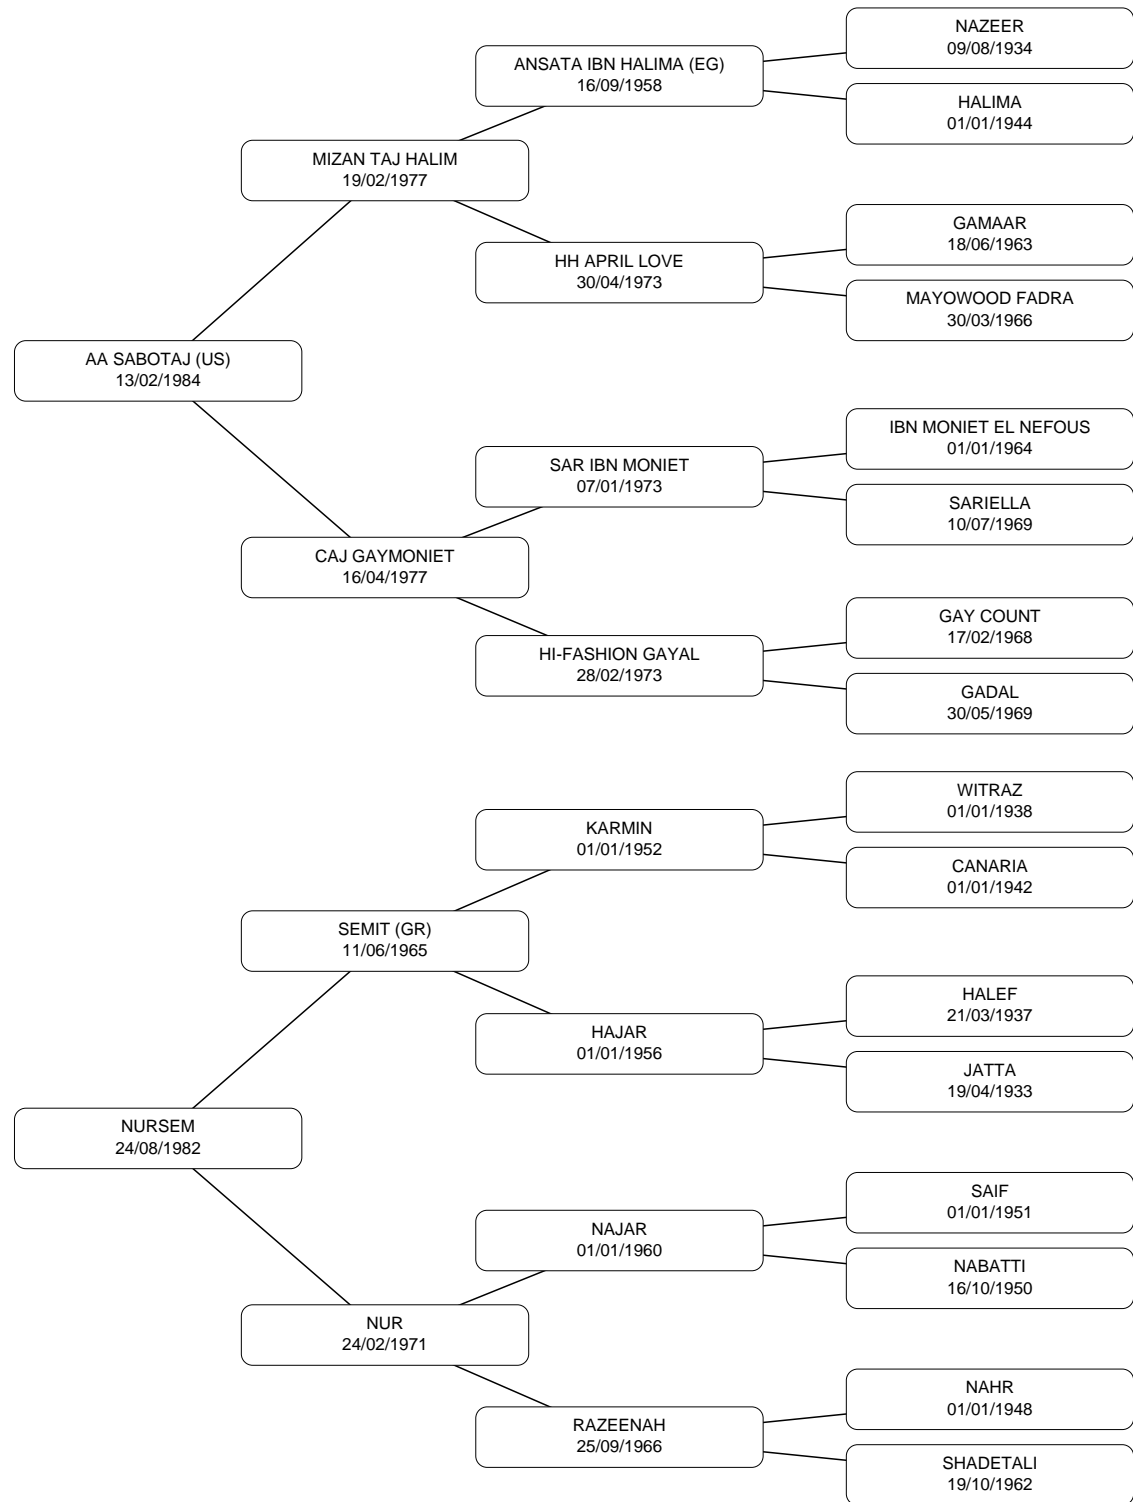 NAZEER
09/08/1934
ANSATA IBN HALIMA (EG)
16/09/1958
HALIMA
01/01/1944
MIZAN TAJ HALIM
19/02/1977
GAMAAR
18/06/1963
HH APRIL LOVE
30/04/1973
MAYOWOOD FADRA
30/03/1966
AA SABOTAJ (US)
13/02/1984
IBN MONIET EL NEFOUS
01/01/1964
SAR IBN MONIET
07/01/1973
SARIELLA
10/07/1969
CAJ GAYMONIET
16/04/1977
GAY COUNT
17/02/1968
HI-FASHION GAYAL
28/02/1973
GADAL
30/05/1969
WITRAZ
01/01/1938
KARMIN
01/01/1952
CANARIA
01/01/1942
SEMIT (GR)
11/06/1965
HALEF
21/03/1937
HAJAR
01/01/1956
JATTA
19/04/1933
NURSEM
24/08/1982
SAIF
01/01/1951
NAJAR
01/01/1960
NABATTI
16/10/1950
NUR
24/02/1971
NAHR
01/01/1948
RAZEENAH
25/09/1966
SHADETALI
19/10/1962